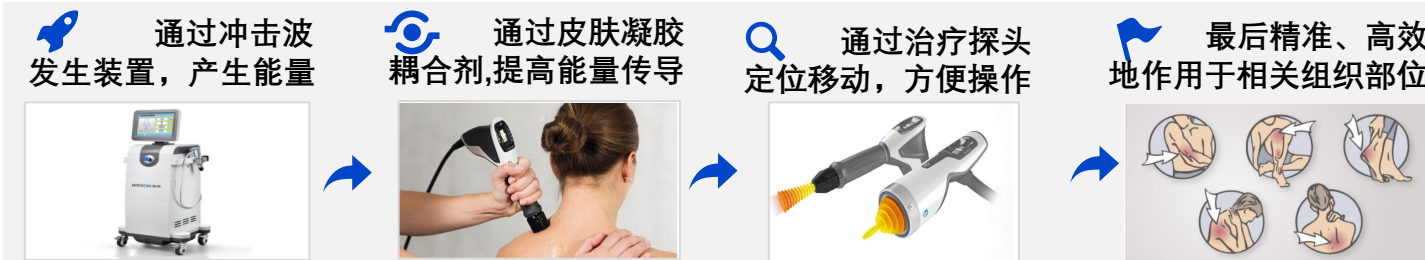 通过冲击波
发生装置，产生能量
通过皮肤凝胶
耦合剂,提高能量传导
通过治疗探头
定位移动，方便操作
最后精准、高效
地作用于相关组织部位